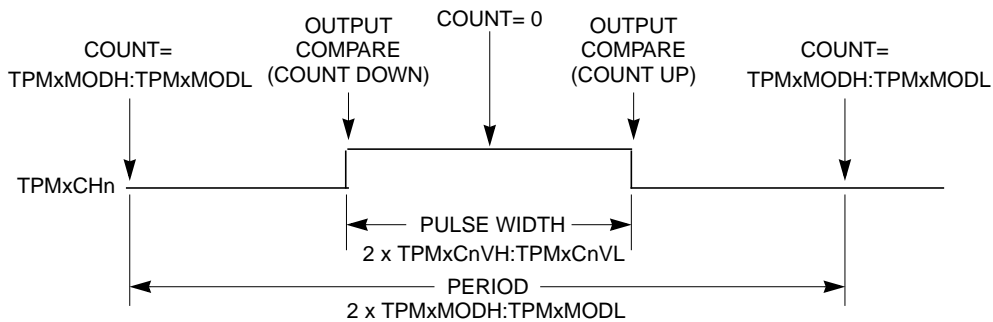 COUNT=
TPMxMODH:TPMxMODL
OUTPUT
COMPARE
(COUNT DOWN)
COUNT= 0
OUTPUT
COMPARE
(COUNT UP)
COUNT=
TPMxMODH:TPMxMODL
TPMxCHn
PULSE WIDTH
2 x TPMxCnVH:TPMxCnVL
PERIOD
2 x TPMxMODH:TPMxMODL